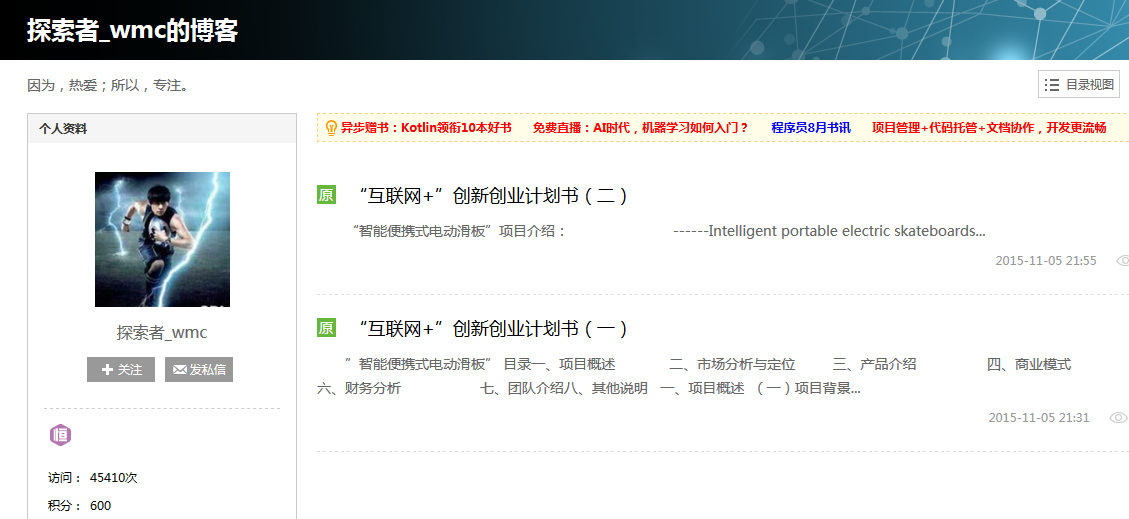 探索者_wmc的博客
因为，热爱；所以，专注。
目录视图
个人资料
探索者_wmc
关注 发私信
恒
访问： 45410次
积分： 600
异步赠书：Kotlin领衔10本好书 免费直播：AI时代，机器学习如何入门？ 程序员8月书讯 项目管理+代码托管+文档协作，开发更流畅
原 “互联网+”创新创业计划书（二）
“智能便携式电动滑板”项目介绍： ------Intelligent portable electric skateboards...
2015-11-05 21:55
原 “互联网+”创新创业计划书（一）
”智能便携式电动滑板” 目录一、项目概述 二、市场分析与定位 三、产品介绍 四、商业模式
六、财务分析 七、团队介绍八、其他说明 一、项目概述 （一）项目背景...
2015-11-05 21:31